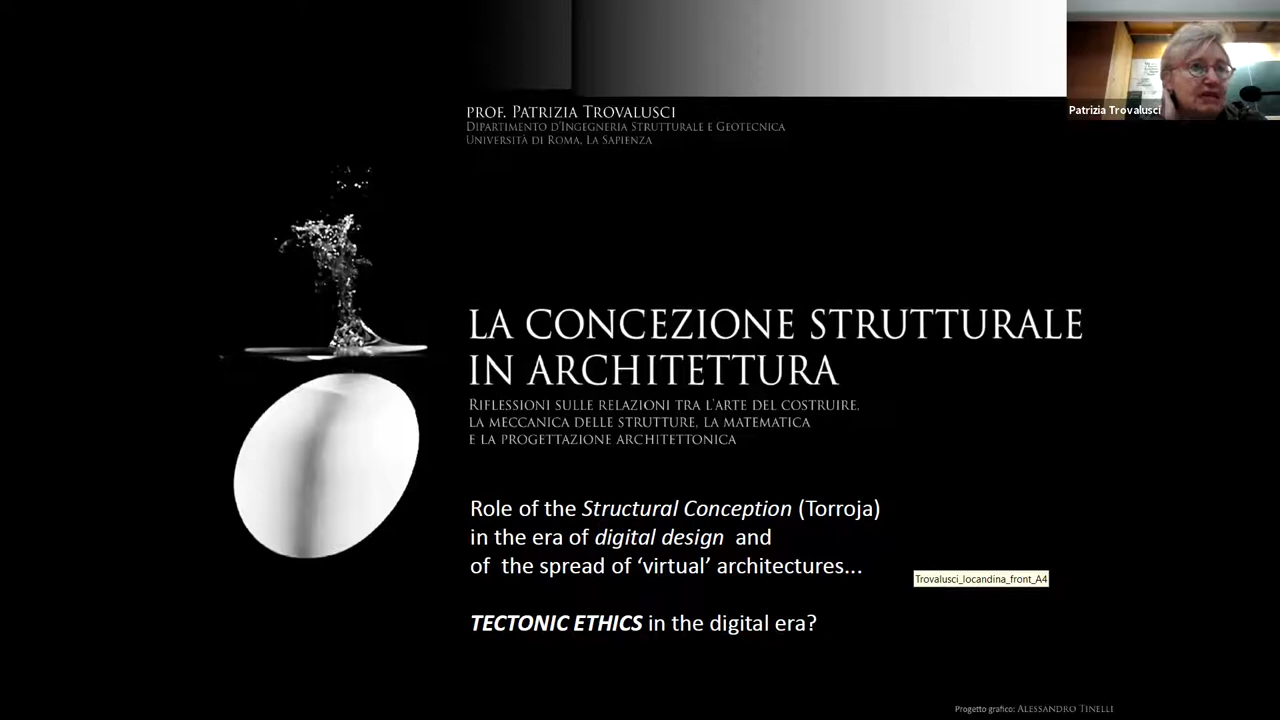 PROF. PATRIZIA TROVALUSCI
DIPARTIMENTO D'INGEGNERIA STRUTTURALE E GEOTECNICA
UNIVERSITÀ DI ROMA, LA SAPIENZA
Patrizia Trovalusci
LA CONCEZIONE STRUTTURALE
IN ARCHITETTURA
RIFLESSIONI SULLE RELAZIONI TRA L'ARTE DEL COSTRUIRE,
LA MECCANICA DELLE STRUTTURE, LA MATEMATICA
E LA PROGETTAZIONE ARCHITETTONICA
Role of the Structural Conception (Torroja)
in the era of digital design and
of the spread of ‘virtual’ architectures...
Trovalusci_locandina_front_A4
TECTONIC ETHICS in the digital era?
Progetto grafico: ALESSANDRO TINELLI